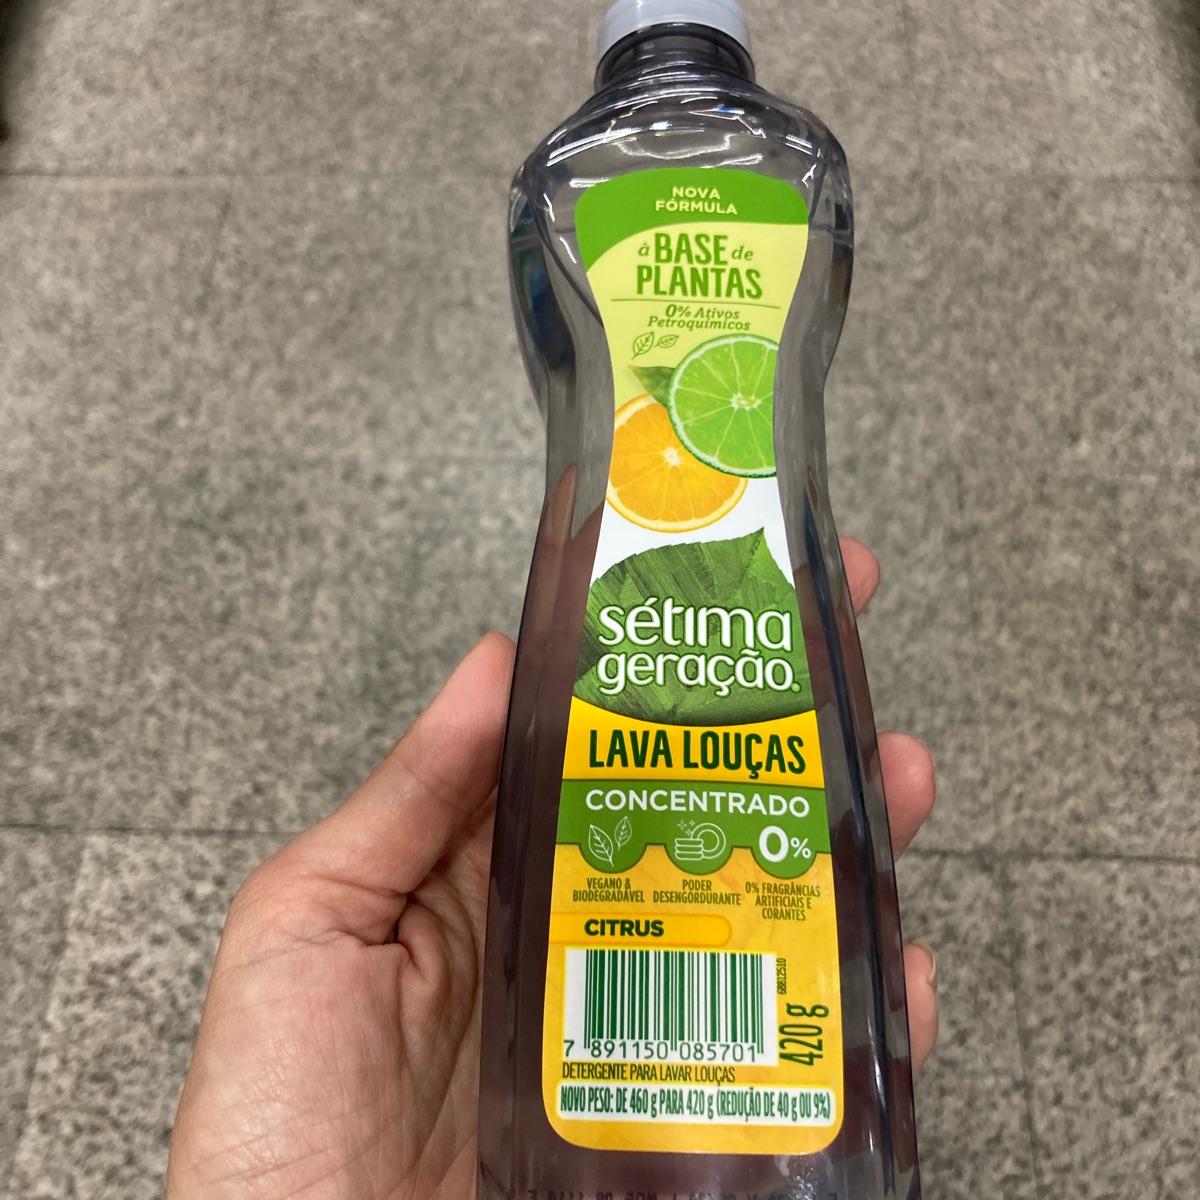 NOVA
FÓRMULA
à BASE de
PLANTAS
0% Ativos
Petroquímicos
sétima
geração.
LAVA LOUÇAS
CONCENTRADO
0%
VEGANO &
BIODEGRADÁVEL
PODER
DESENGORDURANTE
0% FRAGRÂNCIAS
ARTIFICIAIS E
CORANTES
CITRUS
68812510
420 g
7 891150 085701
DETERGENTE PARA LAVAR LOUÇAS
NOVO PESO: DE 460 g PARA 420 g (REDUÇÃO DE 40 g OU 9%)